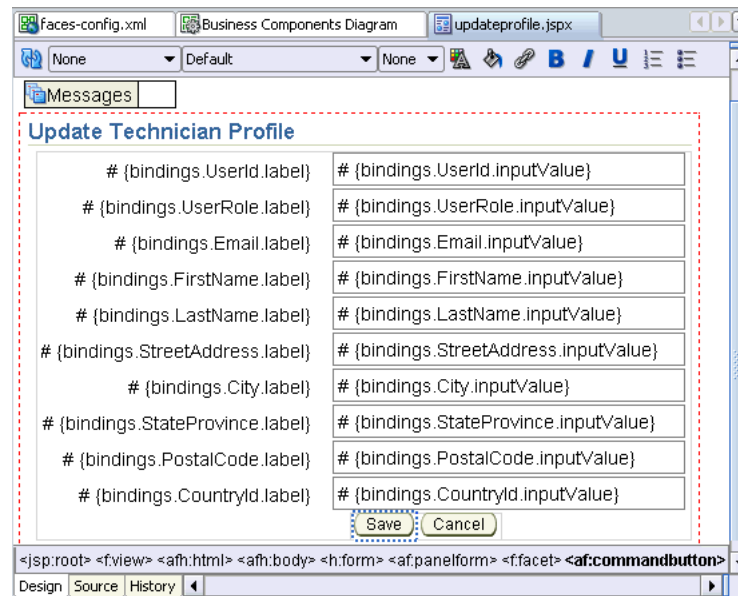 faces-config.xml Business Components Diagram updateprofile.jspx
None Default None B I U
Messages
Update Technician Profile
# {bindings.UserId.label} # {bindings.UserId.inputValue}
# {bindings.UserRole.label} # {bindings.UserRole.inputValue}
# {bindings.Email.label} # {bindings.Email.inputValue}
# {bindings.FirstName.label} # {bindings.FirstName.inputValue}
# {bindings.LastName.label} # {bindings.LastName.inputValue}
# {bindings.StreetAddress.label} # {bindings.StreetAddress.inputValue}
# {bindings.City.label} # {bindings.City.inputValue}
# {bindings.StateProvince.label} # {bindings.StateProvince.inputValue}
# {bindings.PostalCode.label} # {bindings.PostalCode.inputValue}
# {bindings.CountryId.label} # {bindings.CountryId.inputValue}
Save Cancel
<jsp:root> <f:view> <afh:html> <afh:body> <h:form> <af:panelform> <f:facet> <af:commandbutton>
Design Source History